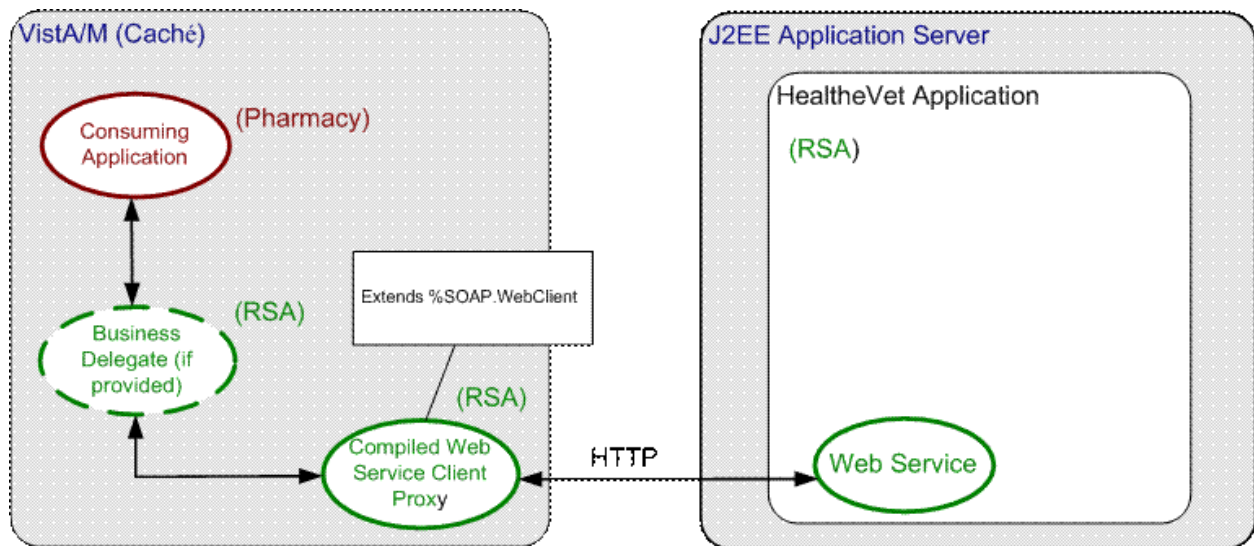 VistA/M (Caché)
Consuming
Application
(Pharmacy)
Business
Delegate (if
provided)
(RSA)
Extends %SOAP.WebClient
(RSA)
Compiled Web
Service Client
Proxy
HTTP
J2EE Application Server
HealtheVet Application
(RSA)
Web Service